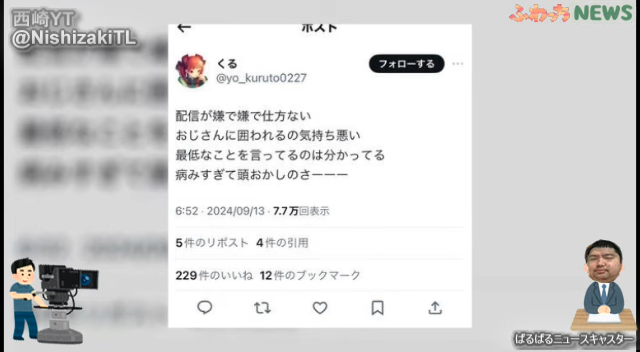 西崎YT
@NishizakiTL
ふわっちNEWS
ポスト
くる
@yo_kuruto0227
フォローする
配信が嫌で嫌で仕方ない
おじさんに囲われるの気持ち悪い
最低なことを言ってるのは分かってる
病みすぎて頭おかしのさーーー
6:52・2024/09/13・7.7万回表示
5件のリポスト 4件の引用
229件のいいね 12件のブックマーク
ぱるぱるニュースキャスター